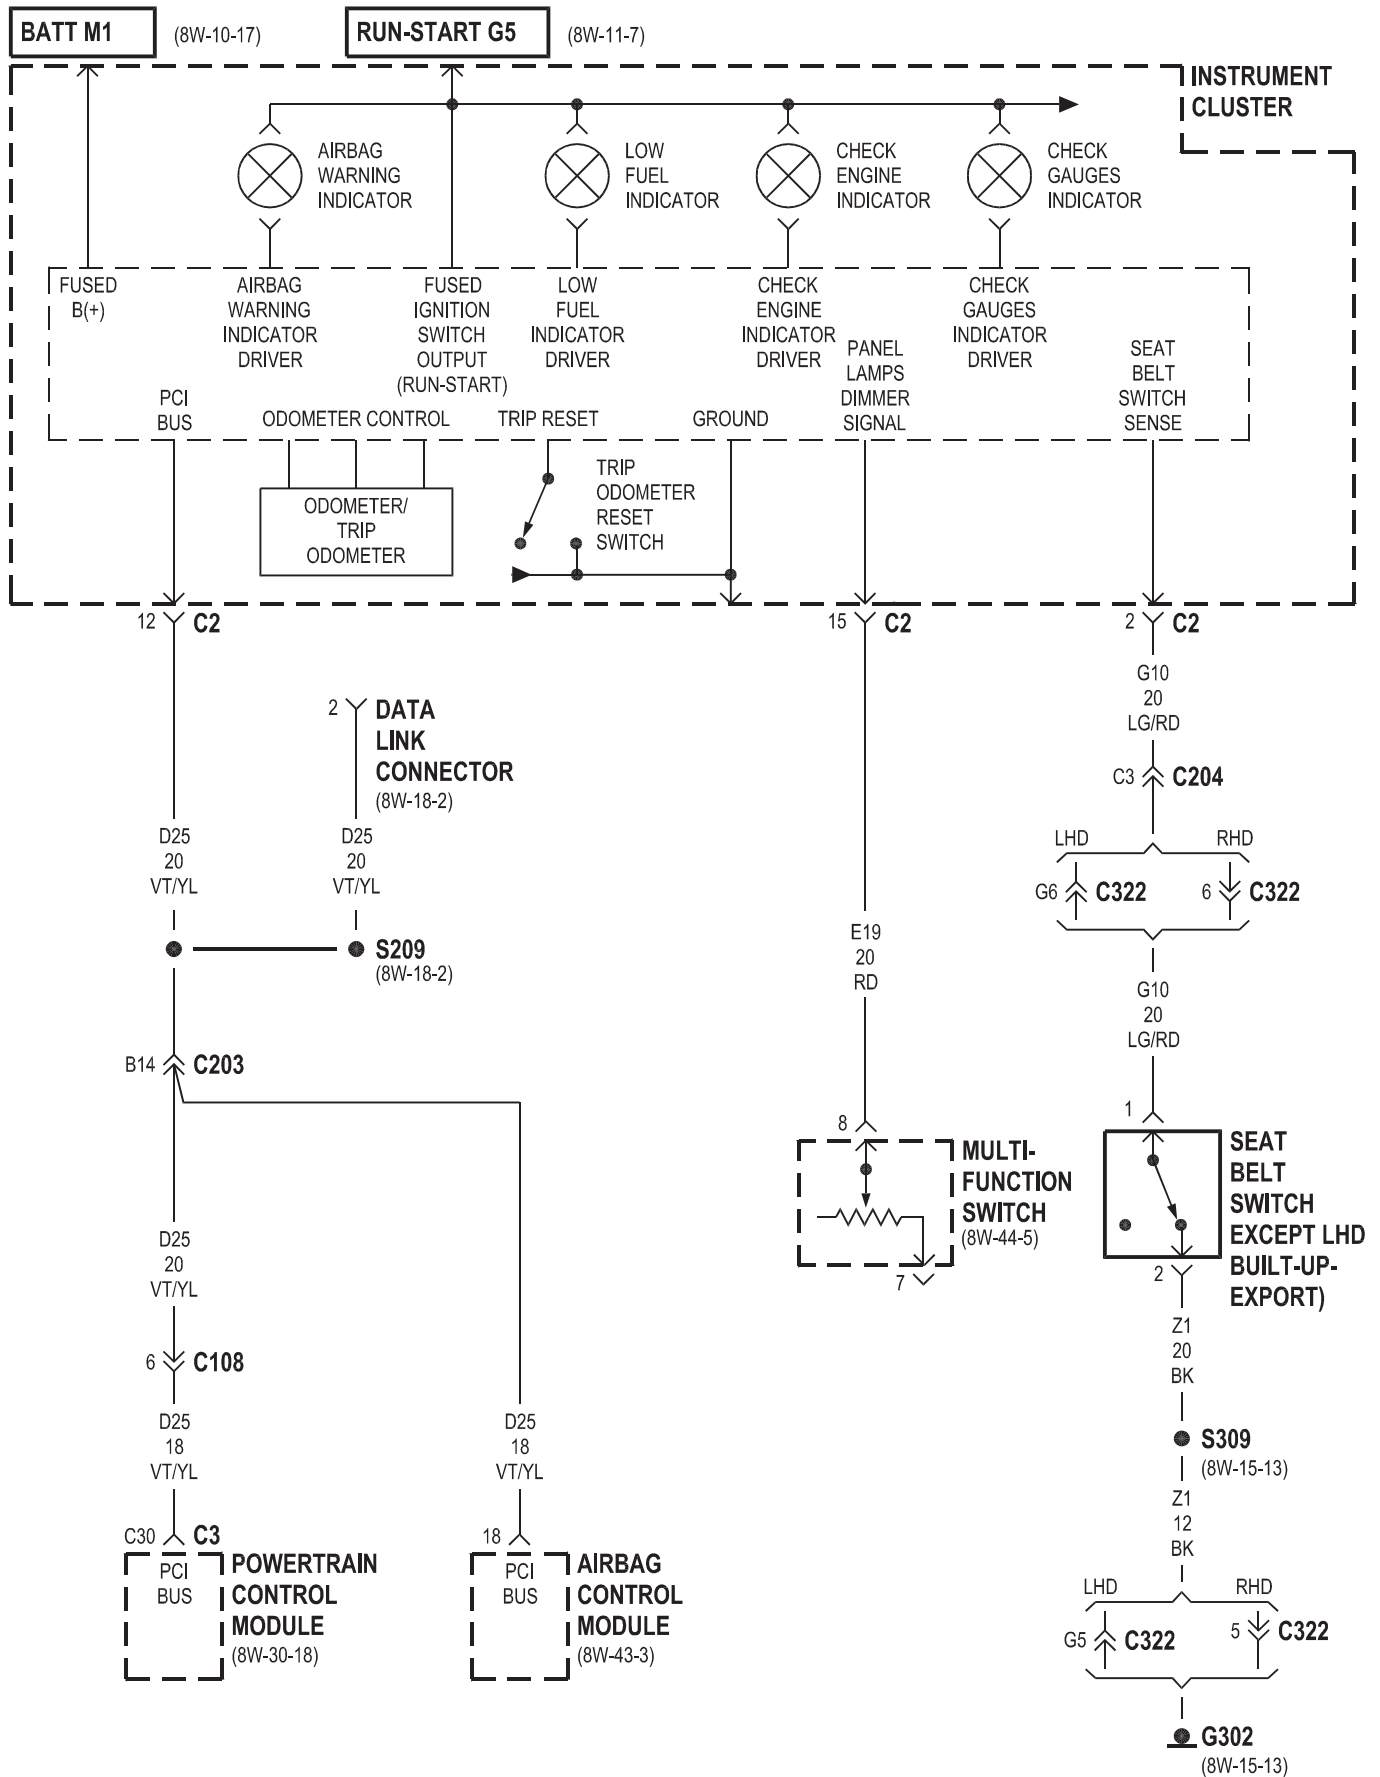 BATT M1
(8W-10-17)
RUN-START G5
(8W-11-7)
INSTRUMENT
CLUSTER
AIRBAG
WARNING
INDICATOR
LOW
FUEL
INDICATOR
CHECK
ENGINE
INDICATOR
CHECK
GAUGES
INDICATOR
FUSED
B(+)
AIRBAG
WARNING
INDICATOR
DRIVER
FUSED
IGNITION
SWITCH
OUTPUT
(RUN-START)
LOW
FUEL
INDICATOR
DRIVER
CHECK
ENGINE
INDICATOR
DRIVER
PANEL
LAMPS
DIMMER
SIGNAL
CHECK
GAUGES
INDICATOR
DRIVER
SEAT
BELT
SWITCH
SENSE
PCI
BUS
ODOMETER CONTROL
TRIP RESET
GROUND
ODOMETER/
TRIP
ODOMETER
TRIP
ODOMETER
RESET
SWITCH
12
C2
15
C2
2
C2
G10
20
LG/RD
2
DATA
LINK
CONNECTOR
(8W-18-2)
C3
C204
D25
20
VT/YL
D25
20
VT/YL
LHD
RHD
G6
C322
6
C322
S209
(8W-18-2)
E19
20
RD
G10
20
LG/RD
B14
C203
8
MULTI-
FUNCTION
SWITCH
(8W-44-5)
7
1
SEAT
BELT
SWITCH
EXCEPT LHD
BUILT-UP-
EXPORT)
2
D25
20
VT/YL
Z1
20
BK
6
C108
D25
18
VT/YL
D25
18
VT/YL
S309
(8W-15-13)
Z1
12
BK
C30
C3
PCI
BUS
POWERTRAIN
CONTROL
MODULE
(8W-30-18)
18
PCI
BUS
AIRBAG
CONTROL
MODULE
(8W-43-3)
LHD
RHD
G5
C322
5
C322
G302
(8W-15-13)